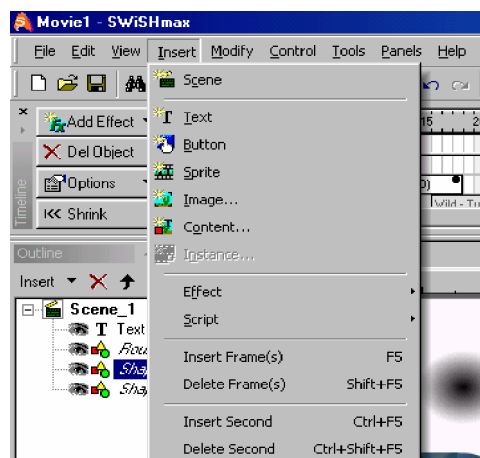 Movie1 - SWiSHmax
File Edit View Insert Modify Control Tools Panels Help
Scene
Add Effect
Text
15
Del Object
Button
Sprite
Options
Image...
Shrink
Content...
Timeline
Outline
Instance...
Insert
Effect
Scene_1
Script
Text
Insert Frame(s) F5
Delete Frame(s) Shift+F5
Insert Second Ctrl+F5
Delete Second Ctrl+Shift+F5